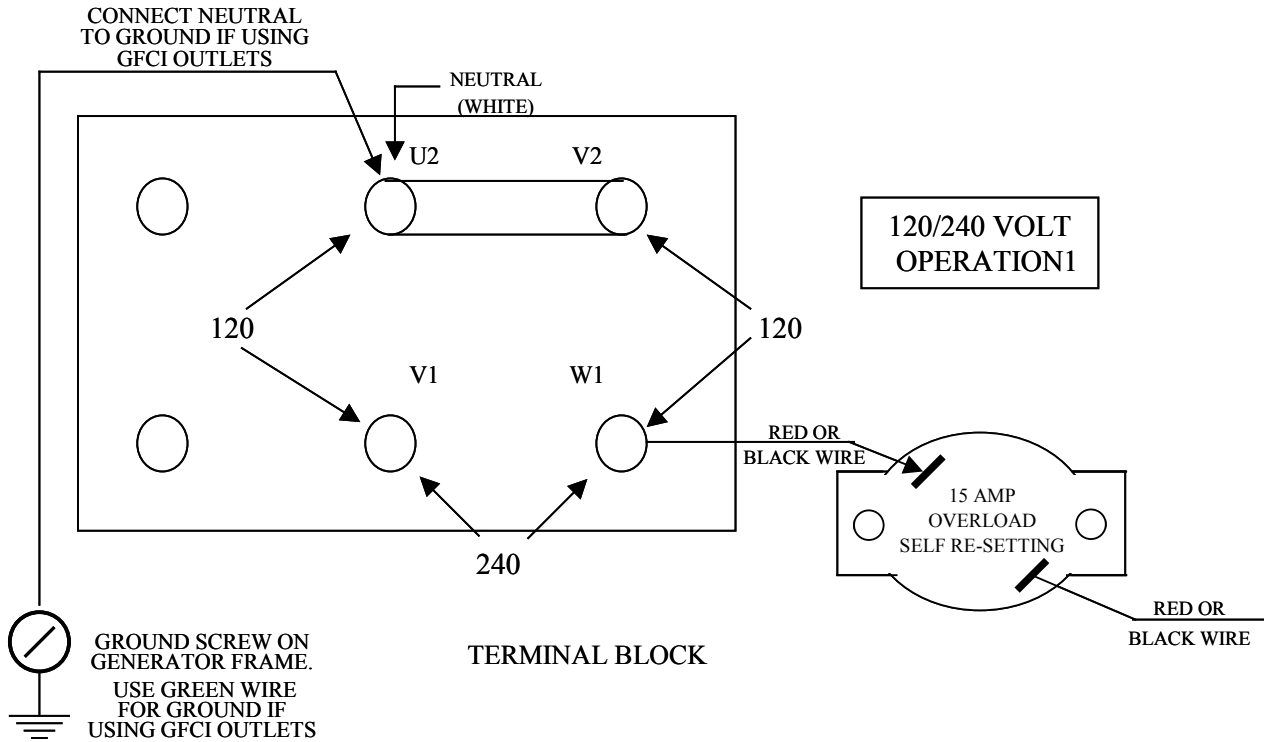 CONNECT NEUTRAL
TO GROUND IF USING
GFCI OUTLETS
NEUTRAL
(WHITE)
U2
V2
120/240 VOLT
OPERATION1
120
120
V1
W1
RED OR
BLACK WIRE
15 AMP
OVERLOAD
SELF RE-SETTING
240
RED OR
BLACK WIRE
GROUND SCREW ON
GENERATOR FRAME.
USE GREEN WIRE
FOR GROUND IF
USING GFCI OUTLETS
TERMINAL BLOCK